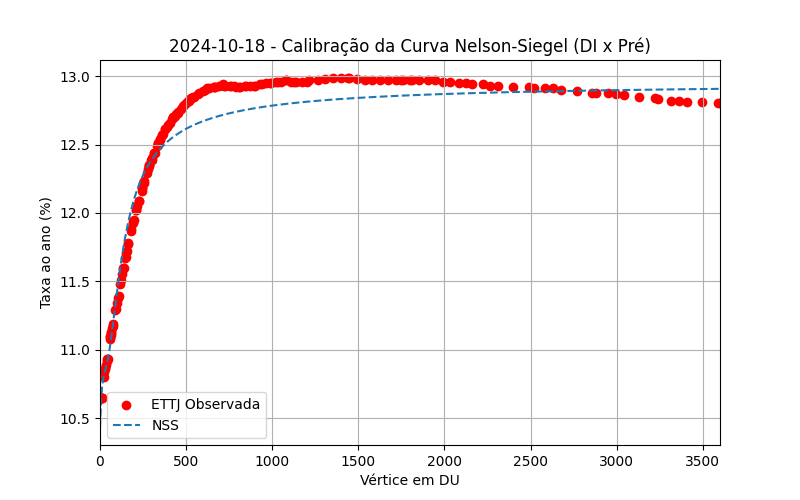 2024-10-18 - Calibração da Curva Nelson-Siegel (DI x Pré)
Taxa ao ano (%)
13.0
12.5
12.0
11.5
11.0
10.5
ETTJ Observada
NSS
0 500 1000 1500 2000 2500 3000 3500
Vértice em DU